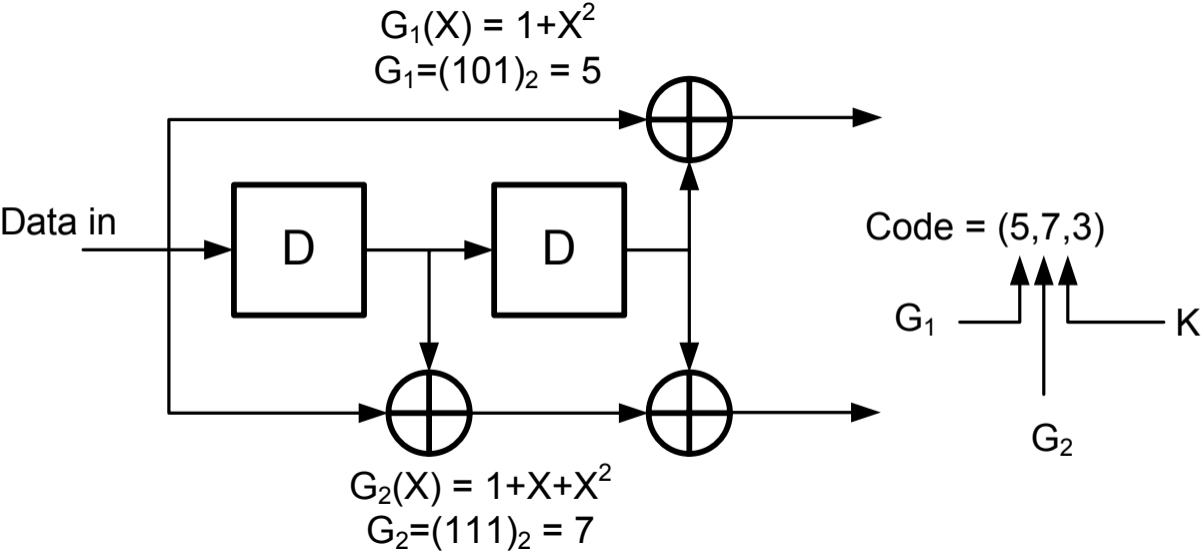 G₁(X) = 1+X²
G₁=(101)₂ = 5
Data in
D
D
Code = (5,7,3)
G₁
K
G₂
G₂(X) = 1+X+X²
G₂=(111)₂ = 7